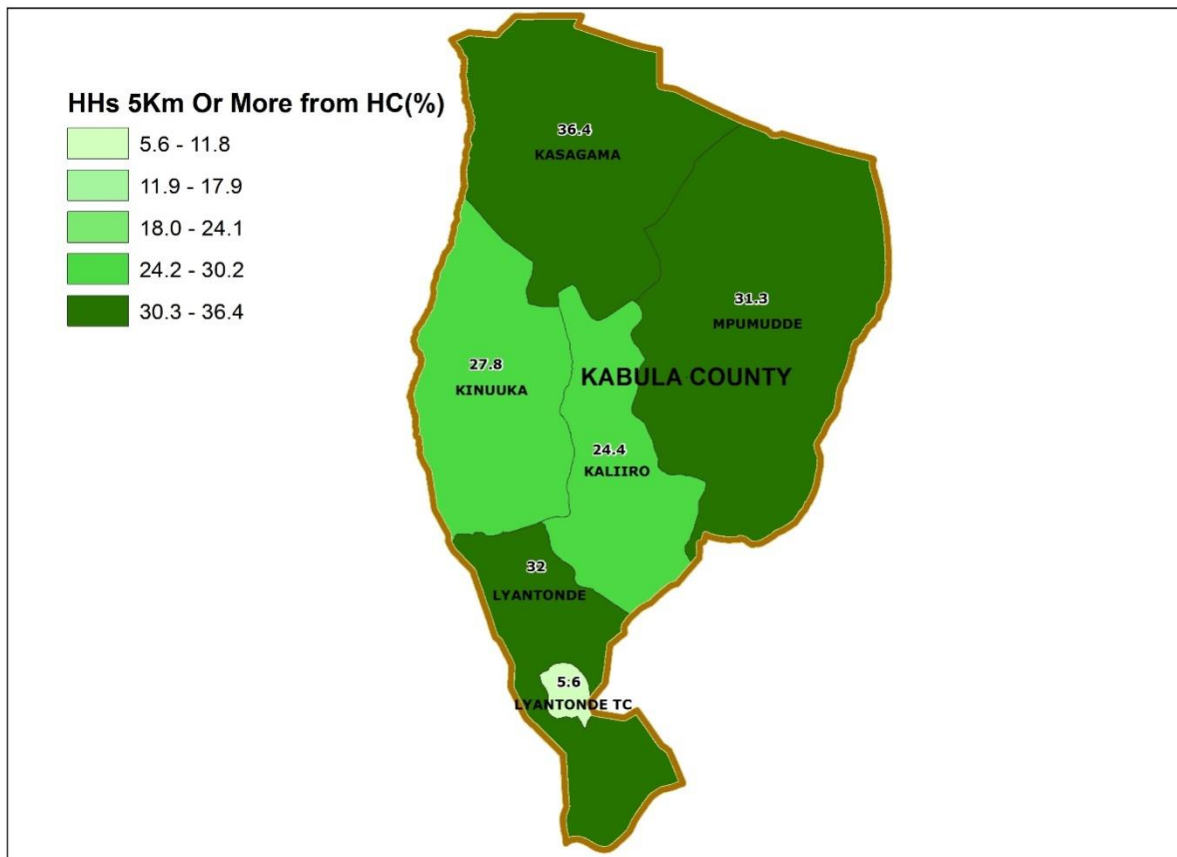 HHs 5Km Or More from HC(%)
5.6 - 11.8
11.9 - 17.9
18.0 - 24.1
24.2 - 30.2
30.3 - 36.4
36.4
KASAGAMA
31.3
MPUMUDDE
27.8
KINUUKA
KABULA COUNTY
24.4
KALIIRO
32
LYANTONDE
5.6
LYANTONDE TC